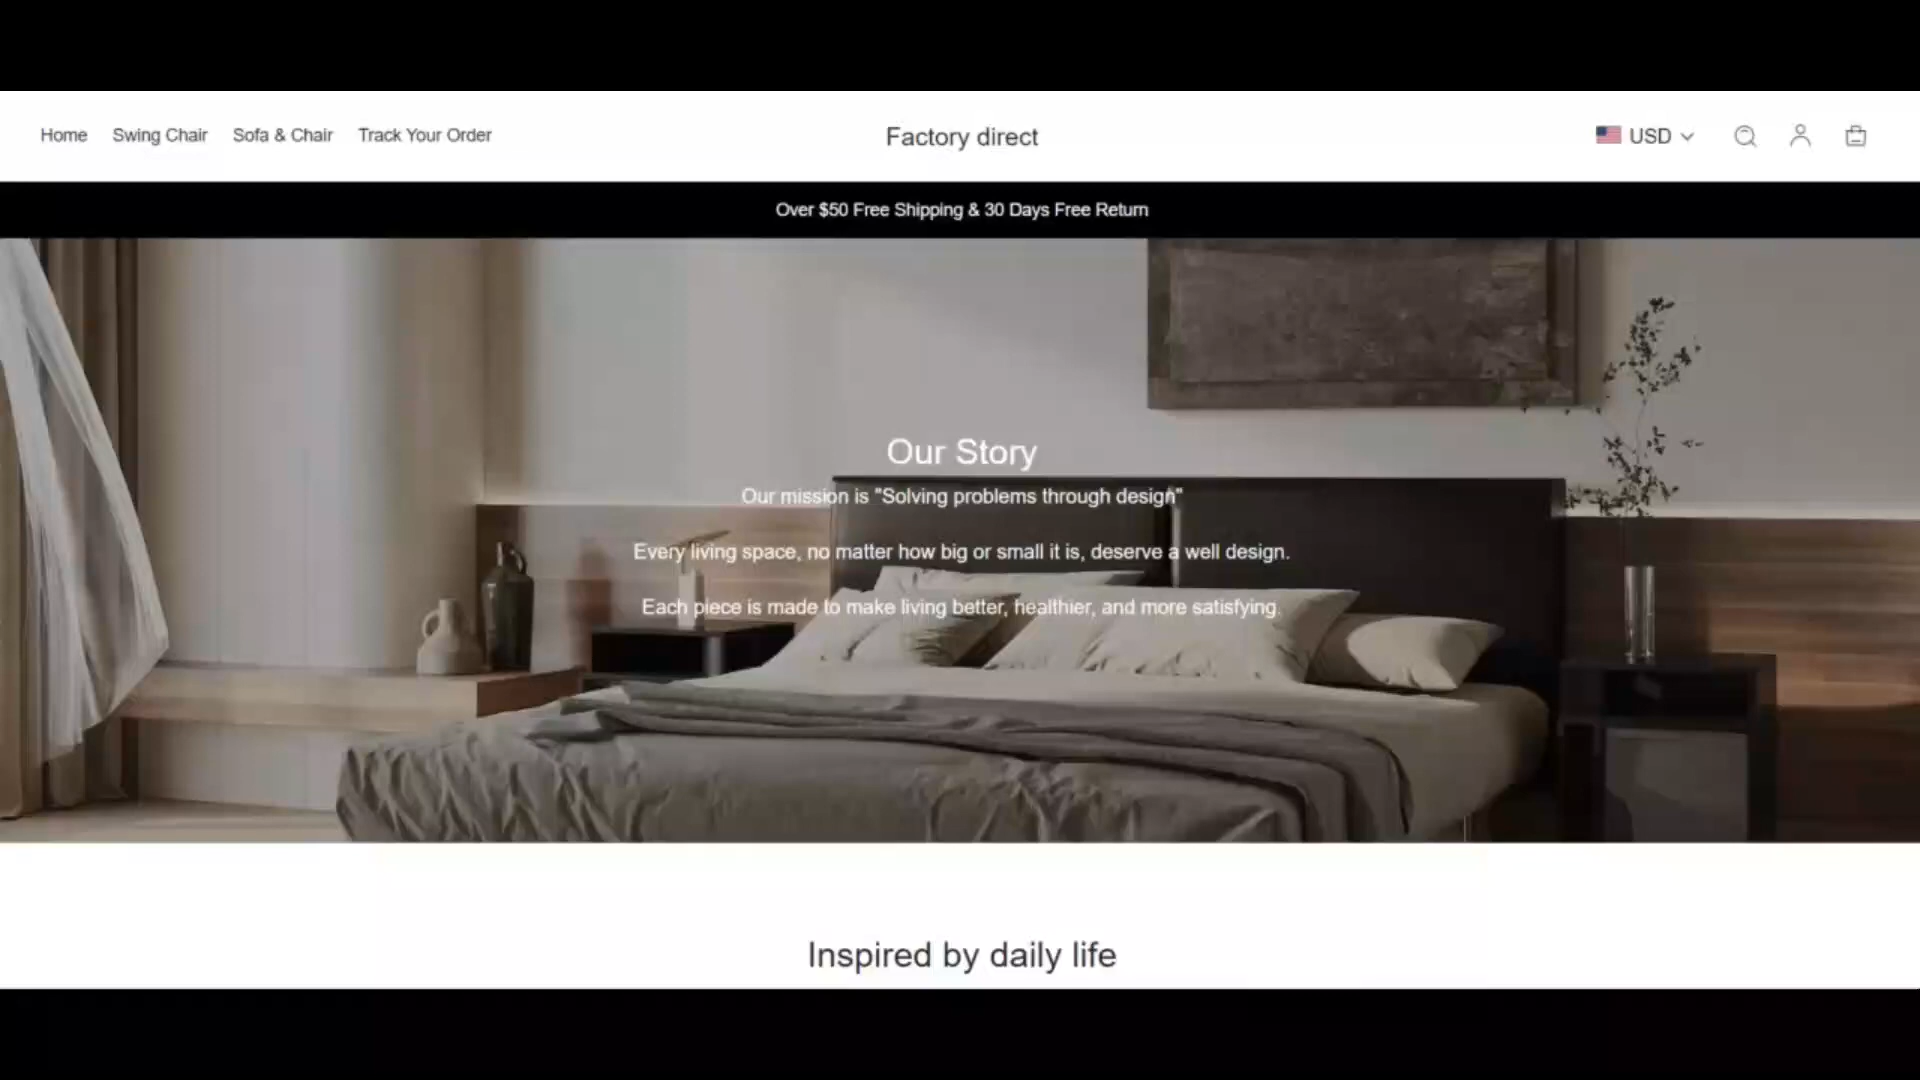 Home Swing Chair Sofa & Chair Track Your Order Factory direct USD
Over $50 Free Shipping & 30 Days Free Return
Our Story
Our mission is "Solving problems through design"
Every living space, no matter how big or small it is, deserve a well design.
Each piece is made to make living better, healthier, and more satisfying.
Inspired by daily life